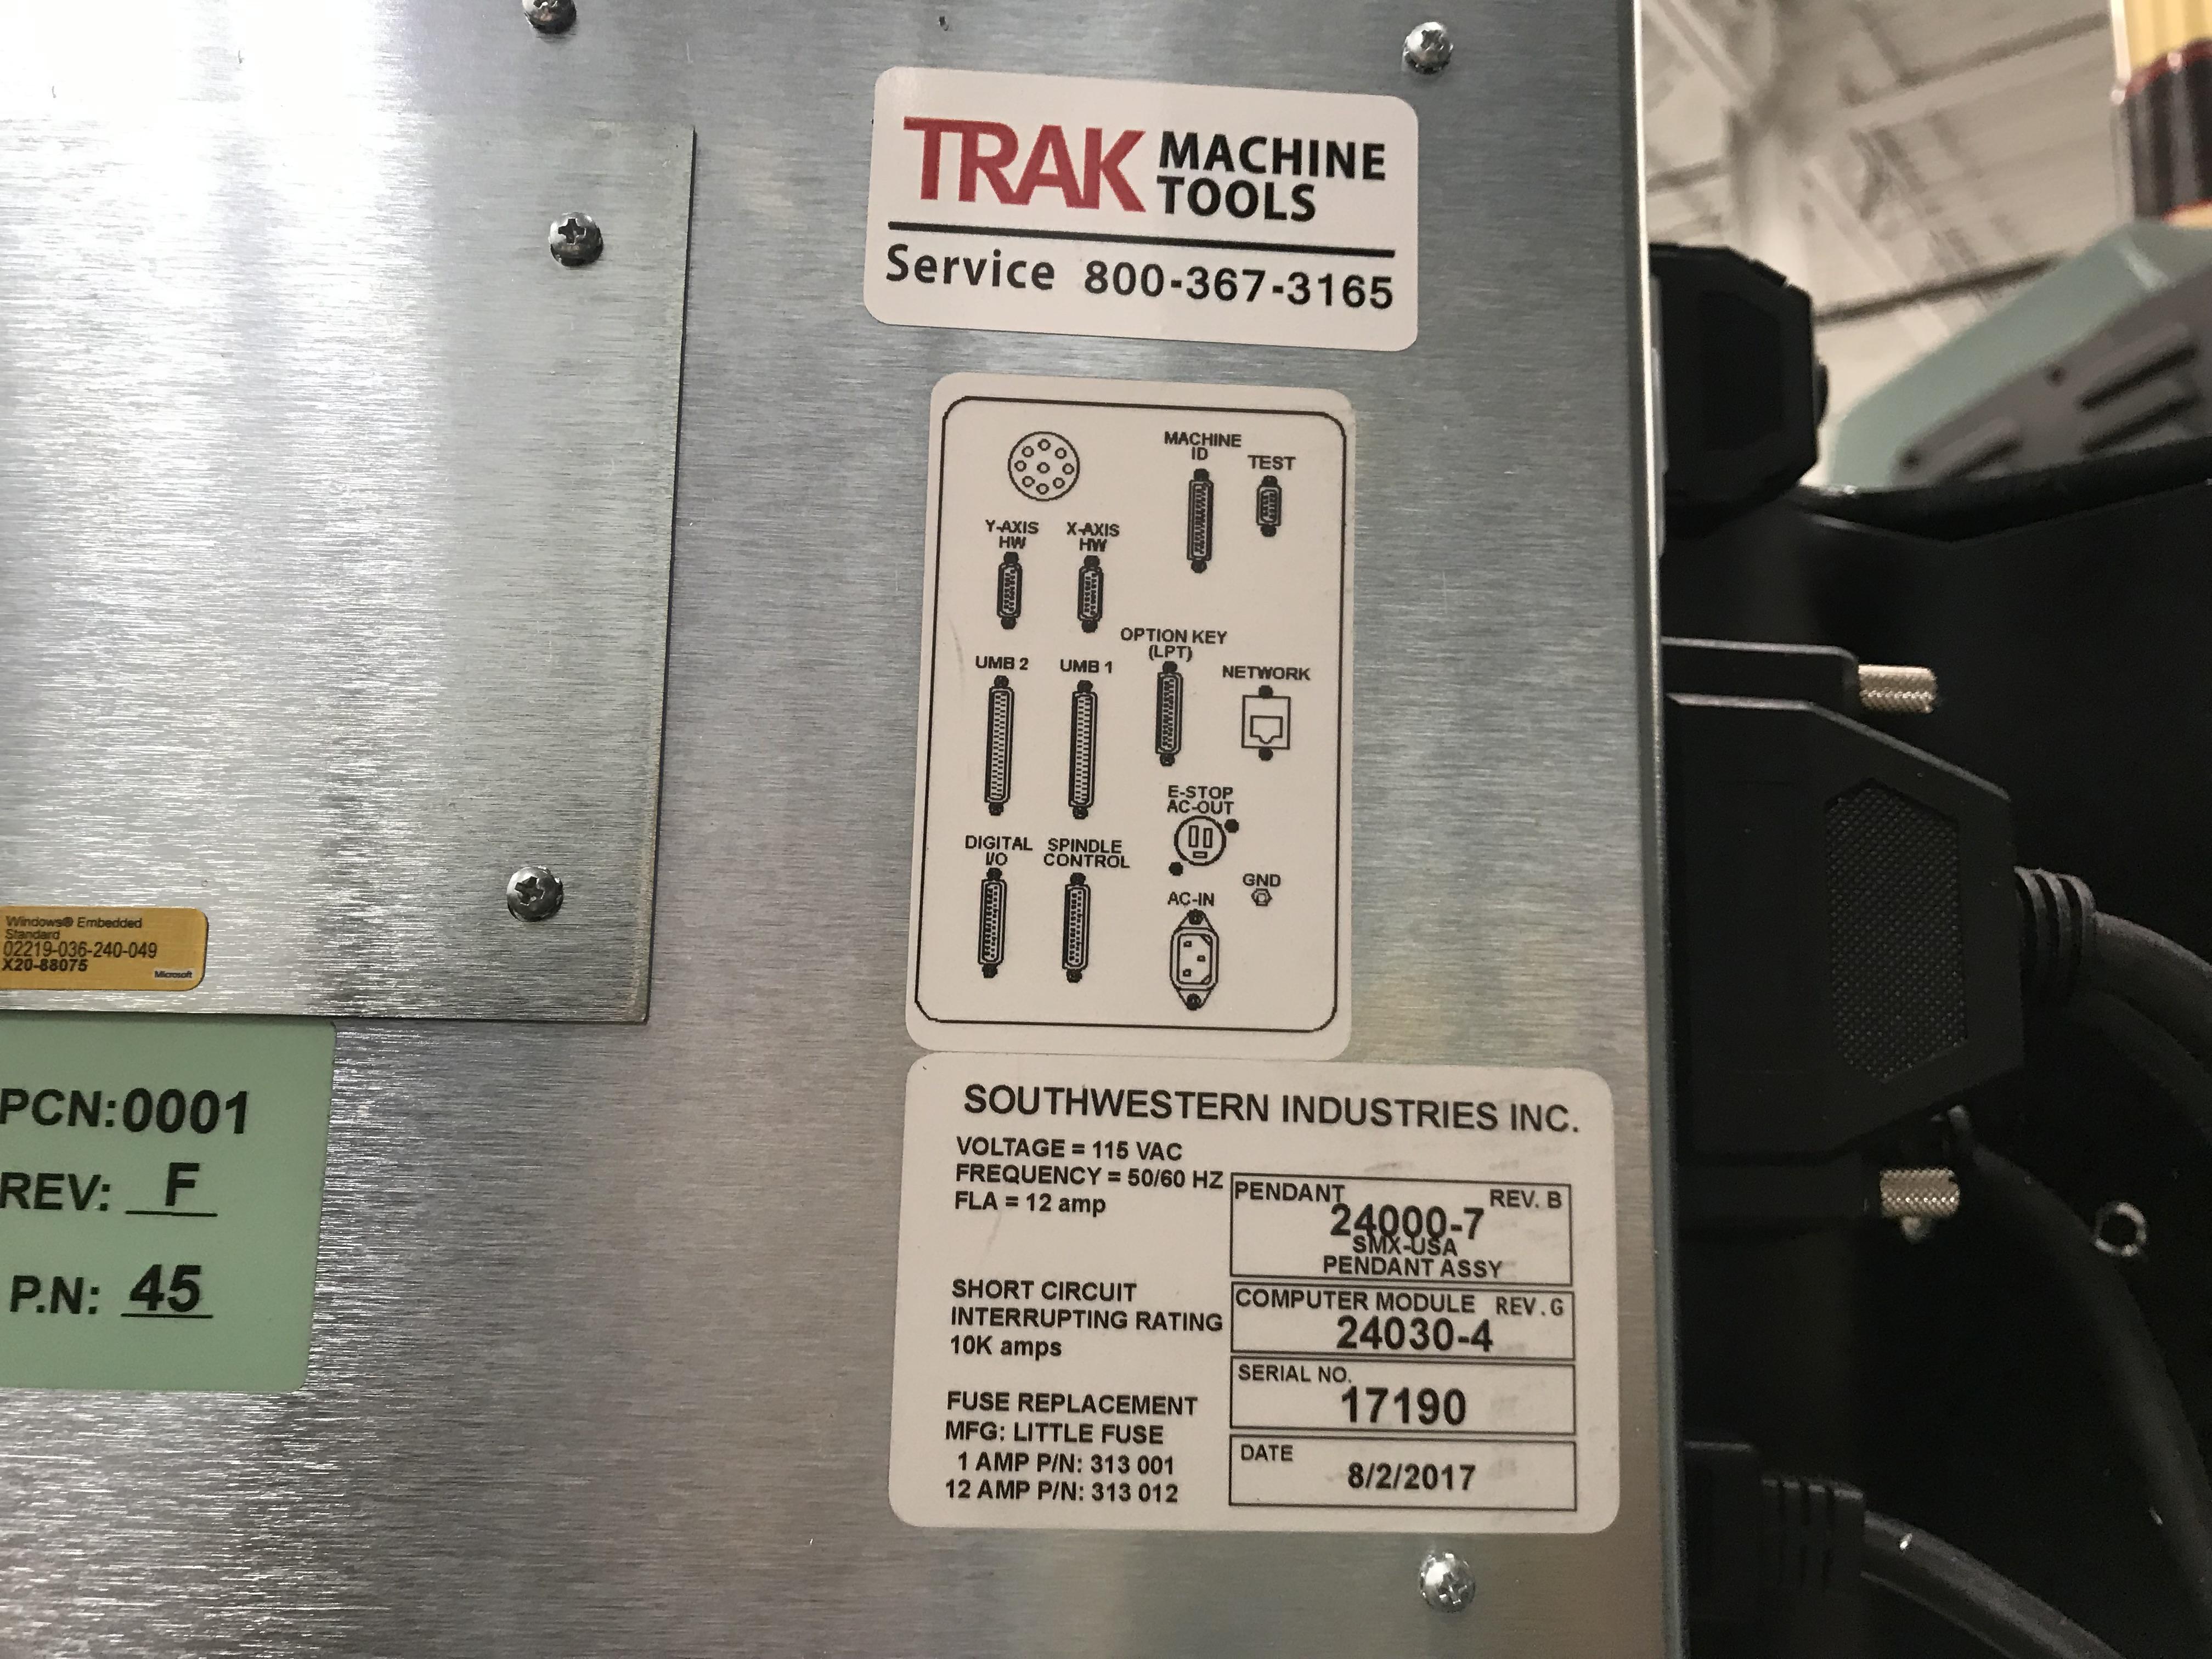 TRAK MACHINE
TOOLS
Service 800-367-3165
MACHINE
ID
TEST
Y-AXIS
HW
X-AXIS
HW
OPTION KEY
(LPT)
UMB 2
UMB 1
NETWORK
E-STOP
AC-OUT
DIGITAL
I/O
SPINDLE
CONTROL
GND
AC-IN
Windows® Embedded
Standard
02219-036-240-049
X20-88075
Microsoft
PCN:0001
REV: F
P.N: 45
SOUTHWESTERN INDUSTRIES INC.
VOLTAGE = 115 VAC
FREQUENCY = 50/60 HZ
FLA = 12 amp
SHORT CIRCUIT
INTERRUPTING RATING
10K amps
FUSE REPLACEMENT
MFG: LITTLE FUSE
1 AMP P/N: 313 001
12 AMP P/N: 313 012
PENDANT REV. B
24000-7
SMX-USA
PENDANT ASSY
COMPUTER MODULE REV.G
24030-4
SERIAL NO.
17190
DATE
8/2/2017